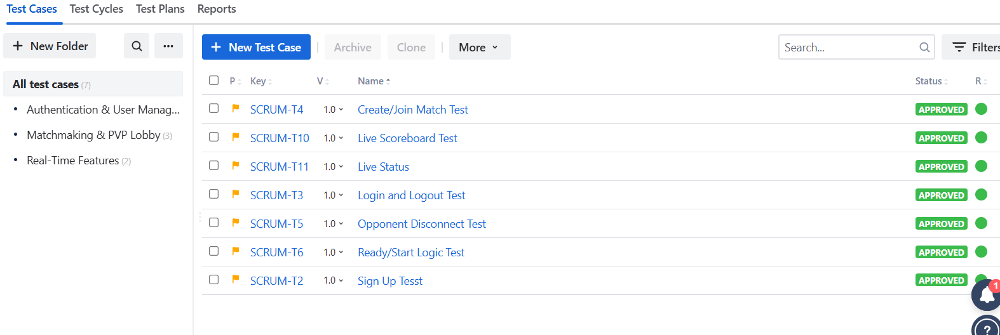 Test Cases Test Cycles Test Plans Reports
+ New Folder ...
+ New Test Case | Archive Clone | More
Search... Filters
All test cases (7)
• Authentication & User Manag...
• Matchmaking & PVP Lobby (3)
• Real-Time Features (2)
P Key V Name Status R
SCRUM-T4 1.0 Create/Join Match Test APPROVED
SCRUM-T10 1.0 Live Scoreboard Test APPROVED
SCRUM-T11 1.0 Live Status APPROVED
SCRUM-T3 1.0 Login and Logout Test APPROVED
SCRUM-T5 1.0 Opponent Disconnect Test APPROVED
SCRUM-T6 1.0 Ready/Start Logic Test APPROVED
SCRUM-T2 1.0 Sign Up Tesst APPROVED
1
?